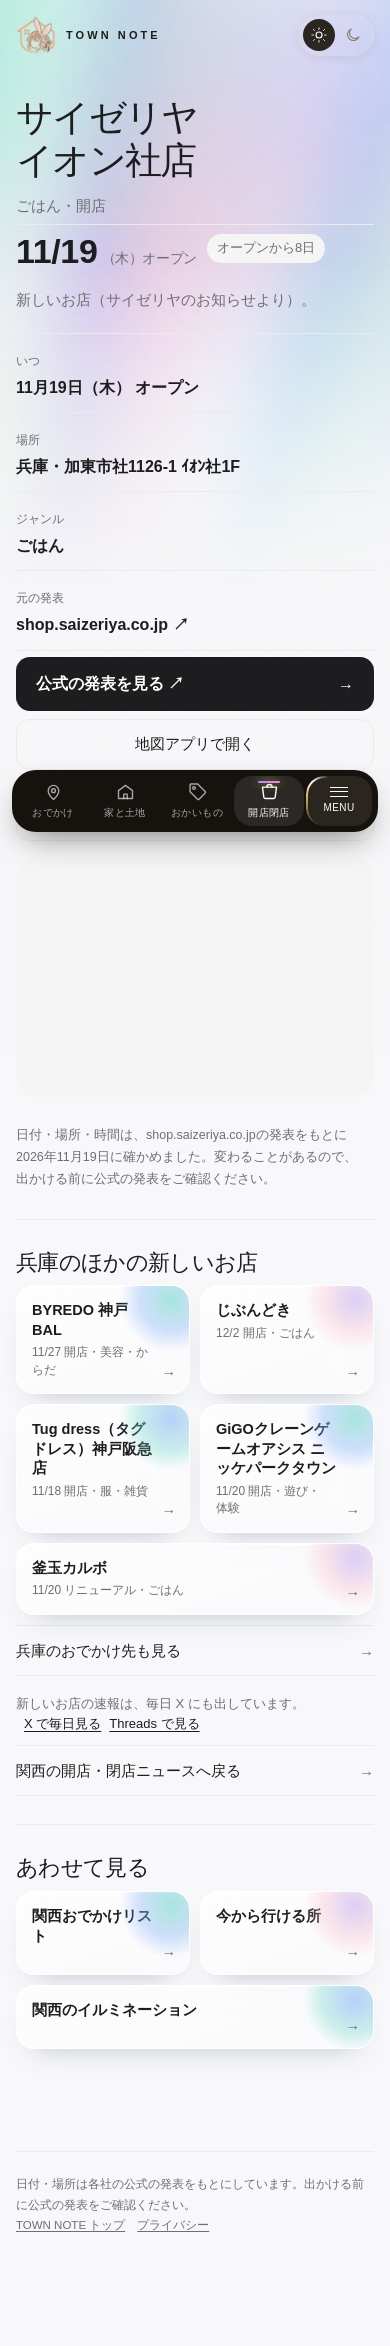 TOWN NOTE
サイゼリヤ
イオン社店
ごはん・開店
11/19 （木）オープン オープンから8日
新しいお店（サイゼリヤのお知らせより）。
いつ
11月19日（木） オープン
場所
兵庫・加東市社1126-1 ｲｵﾝ社1F
ジャンル
ごはん
元の発表
shop.saizeriya.co.jp ↗
公式の発表を見る ↗ →
地図アプリで開く
おでかけ
家と土地
おかいもの
開店閉店
MENU
日付・場所・時間は、shop.saizeriya.co.jpの発表をもとに
2026年11月19日に確かめました。変わることがあるので、
出かける前に公式の発表をご確認ください。
兵庫のほかの新しいお店
BYREDO 神戸
BAL
11/27 開店・美容・か
らだ
→
じぶんどき
12/2 開店・ごはん
→
Tug dress（タグ
ドレス）神戸阪急
店
11/18 開店・服・雑貨
→
GiGOクレーンゲ
ームオアシス ニ
ッケパークタウン
11/20 開店・遊び・
体験
→
釜玉カルボ
11/20 リニューアル・ごはん
→
兵庫のおでかけ先も見る →
新しいお店の速報は、毎日 X にも出しています。
X で毎日見る Threads で見る
関西の開店・閉店ニュースへ戻る →
あわせて見る
関西おでかけリス
ト
→
今から行ける所
→
関西のイルミネーション
→
日付・場所は各社の公式の発表をもとにしています。出かける前
に公式の発表をご確認ください。
TOWN NOTE トップ プライバシー